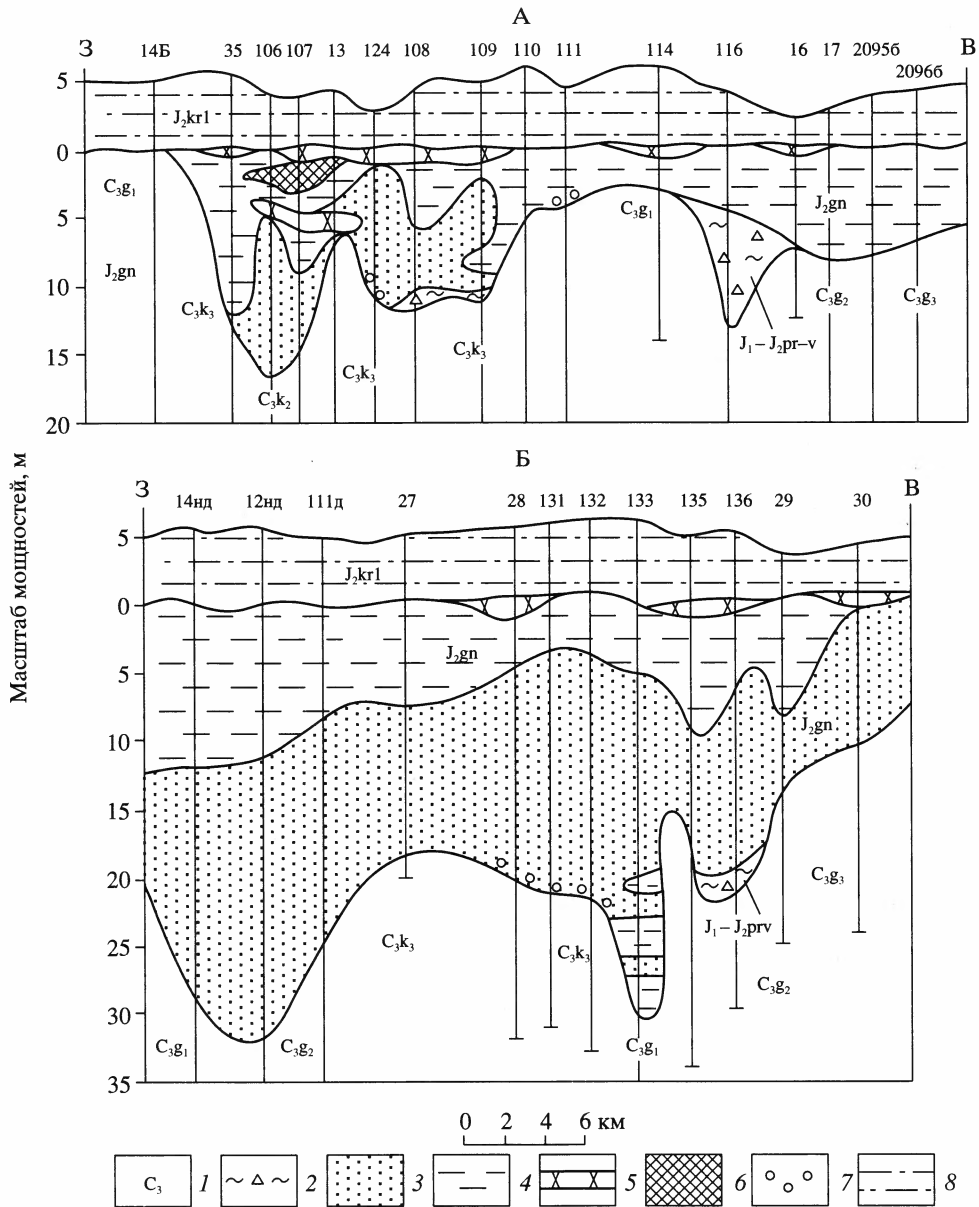 А
З 14Б 35 106 107 13 124 108 109 110 111 114 116 16 17 2095б В
2096б
5
J₂kr1
0
C₃g₁
C₃g₁
5
J₂gn
J₂gn
10
C₃k₃
C₃k₃
C₃k₃
C₃g₂
C₃g₃
J₁–J₂pr–v
15
C₃k₂
20
Масштаб мощностей, м
Б
З 14нд 12нд 111д 27 28 131 132 133 135 136 29 30 В
5
J₂kr1
0
J₂gn
5
J₂gn
10
15
20
C₃g₃
J₁–J₂prv
C₃k₃
C₃k₃
25
C₃g₂
30
C₃g₁
C₃g₂
C₃g₁
35
0 2 4 6 км
C₃ 1 2 3 4 5 6 7 8